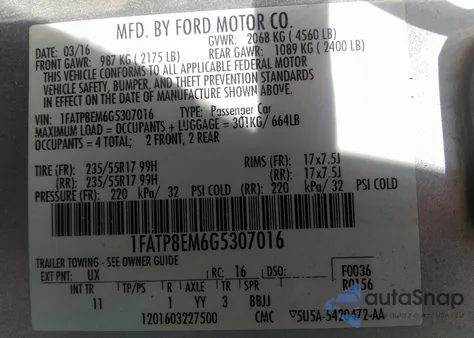 MFD. BY FORD MOTOR CO.
DATE: 03/16 GVWR: 2068 KG ( 4560 LB)
FRONT GAWR: 987 KG ( 2175 LB) REAR GAWR: 1089 KG ( 2400 LB)
THIS VEHICLE CONFORMS TO ALL APPLICABLE FEDERAL MOTOR
VEHICLE SAFETY, BUMPER, AND THEFT PREVENTION STANDARDS
IN EFFECT ON THE DATE OF MANUFACTURE SHOWN ABOVE.
VIN: 1FATP8EM6G5307016 TYPE: Passenger Car
MAXIMUM LOAD = OCCUPANTS + LUGGAGE = 301KG/ 664LB
OCCUPANTS = 4 TOTAL; 2 FRONT, 2 REAR
TIRE (FR): 235/55R17 99H RIMS (FR): 17x7.5J
(RR): 235/55R17 99H (RR): 17x7.5J
PRESSURE (FR): 220 kPa/ 32 PSI COLD (RR): 220 kPa/ 32 PSI COLD
1FATP8EM6G5307016
TRAILER TOWING - SEE OWNER GUIDE
EXT PNT: UX RC: 16 DSO: F0036
R0156
INT TR TP/PS R AXLE TR SPR
11 1 YY 3 BBJJ
1201603227500 CMC 5U5A-5420472-AA
autoSnap